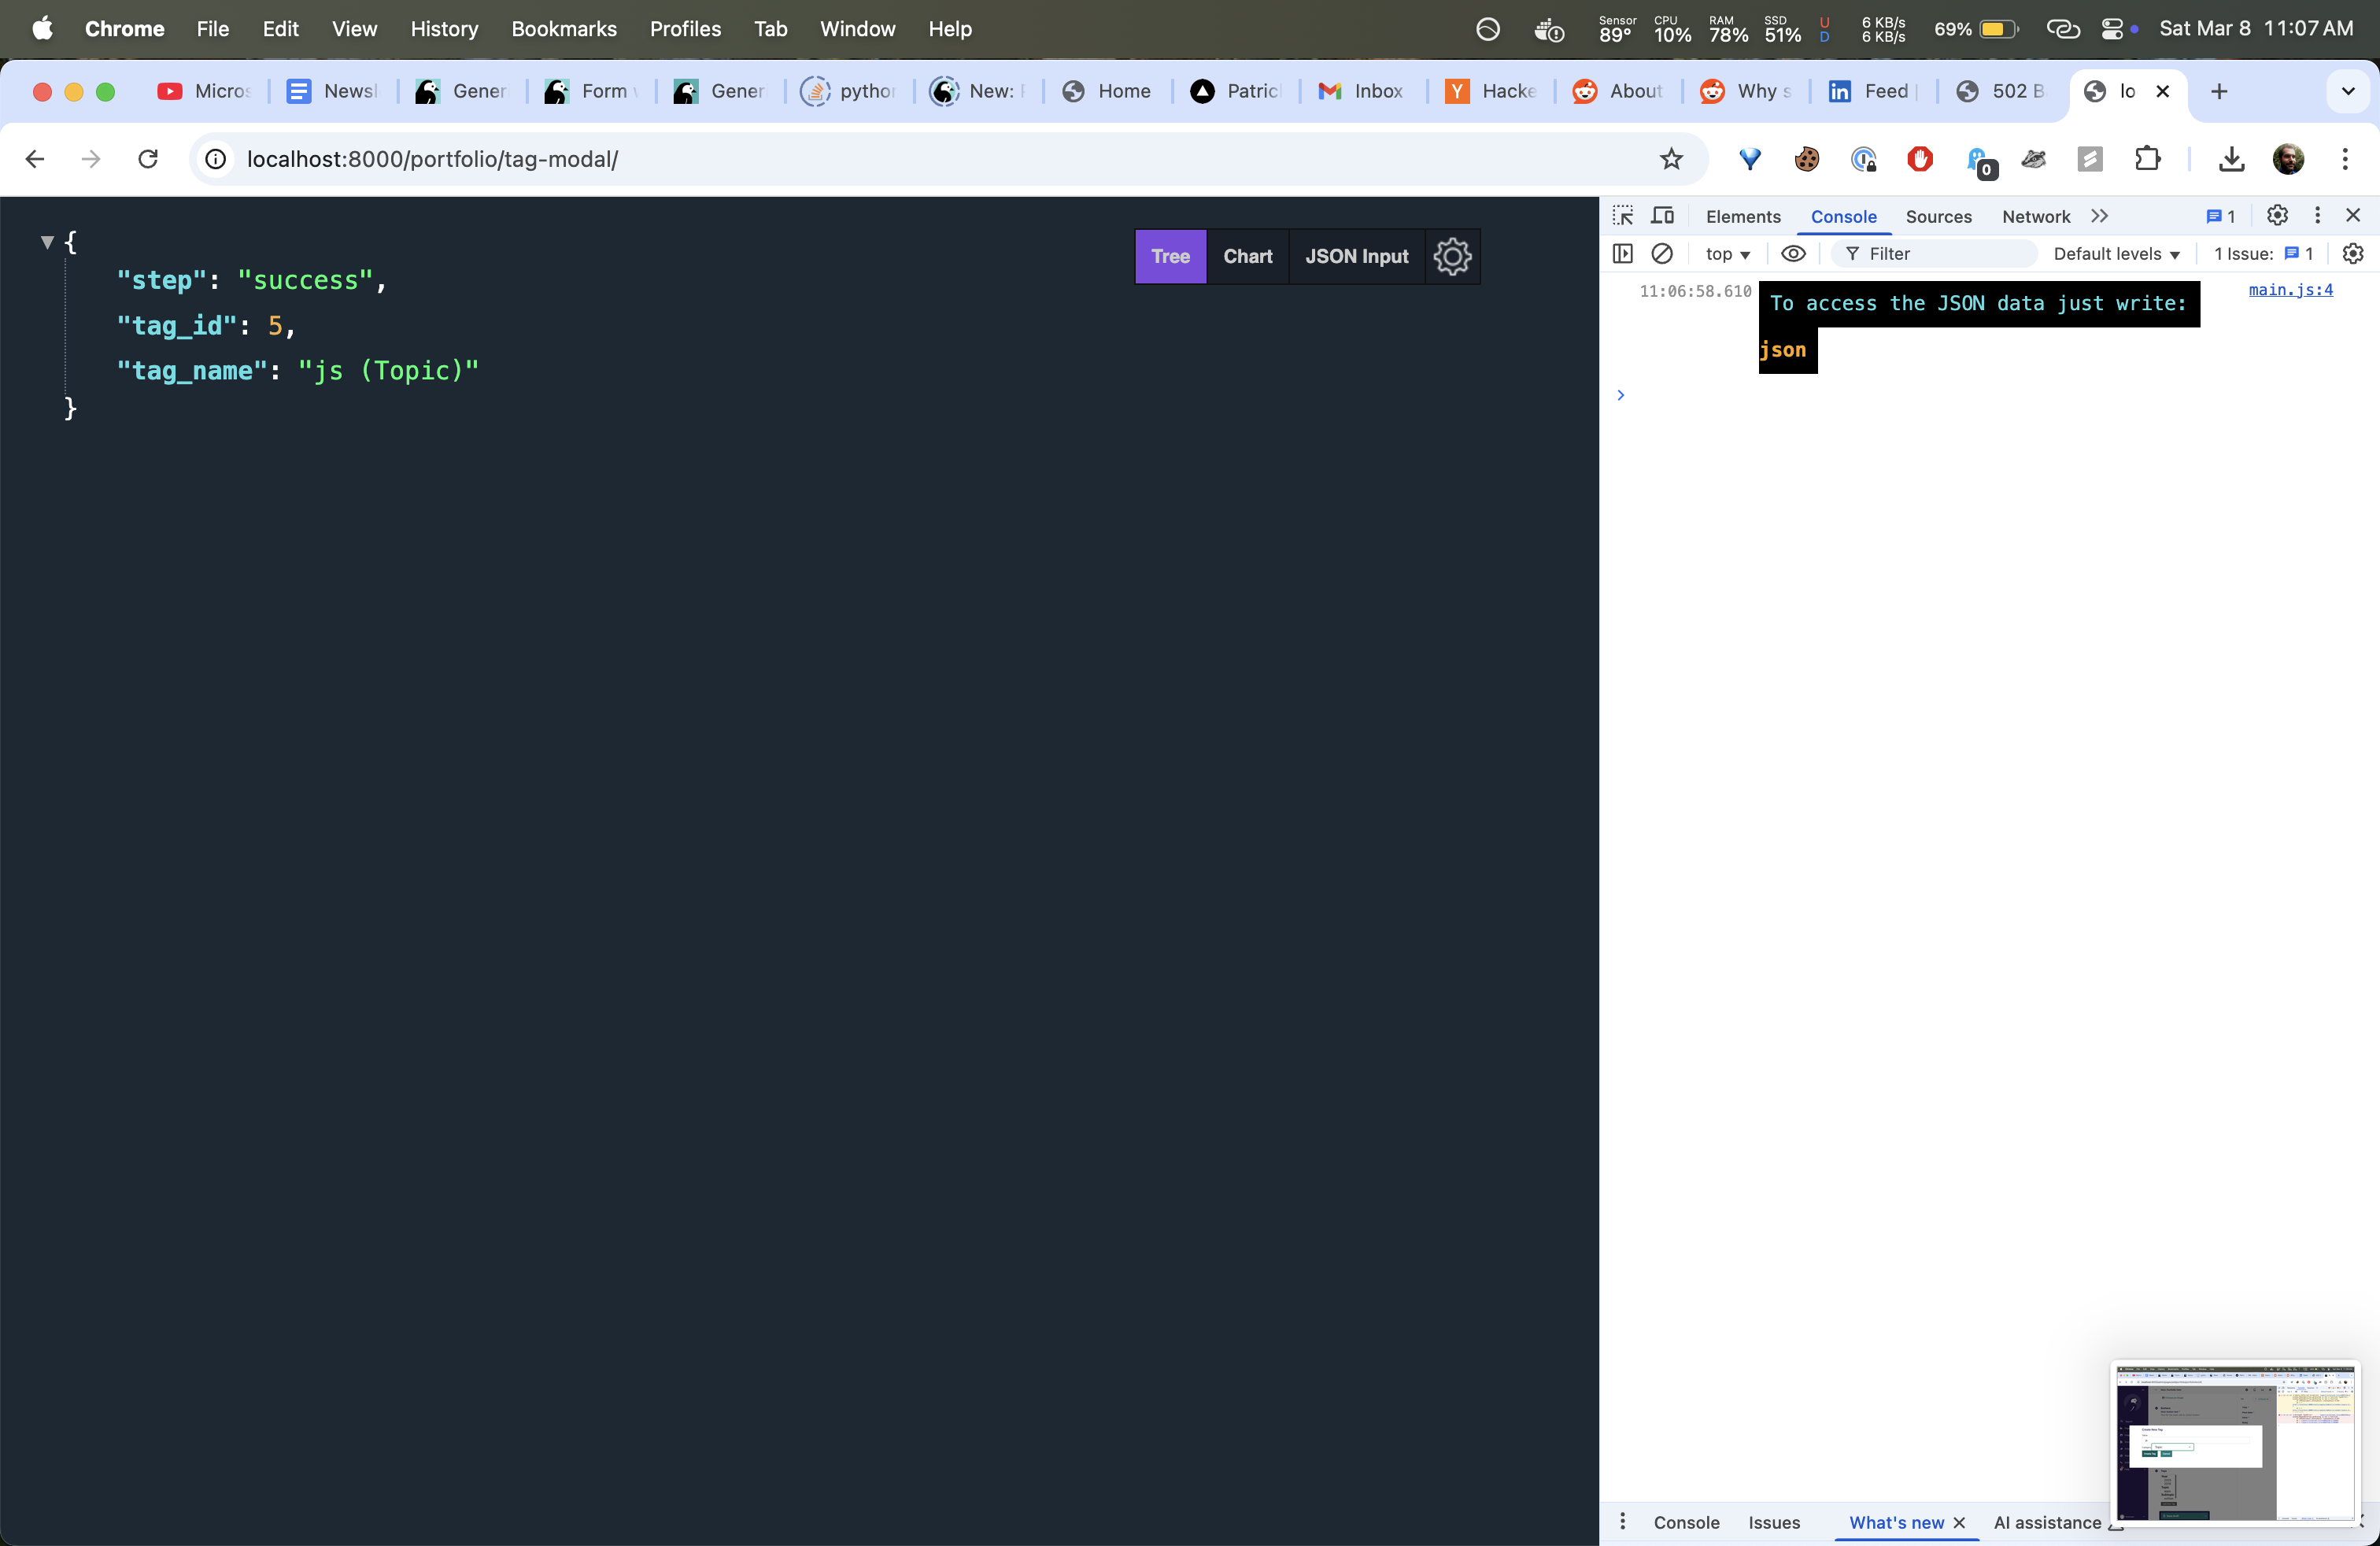 Chrome File Edit View History Bookmarks Profiles Tab Window Help
Sensor 89° CPU 10% RAM 78% SSD 51% U D 6 KB/s 6 KB/s 69% Sat Mar 8 11:07 AM
Micros Newsl Gener Form v Gener python New: Home Patric Inbox Hacke About Why s Feed 502 B lo
localhost:8000/portfolio/tag-modal/
0
{
"step": "success",
"tag_id": 5,
"tag_name": "js (Topic)"
}
Tree Chart JSON Input
Elements Console Sources Network 1
top Filter Default levels 1 Issue: 1
11:06:58.610 To access the JSON data just write: main.js:4
json
Console Issues What's new AI assistance